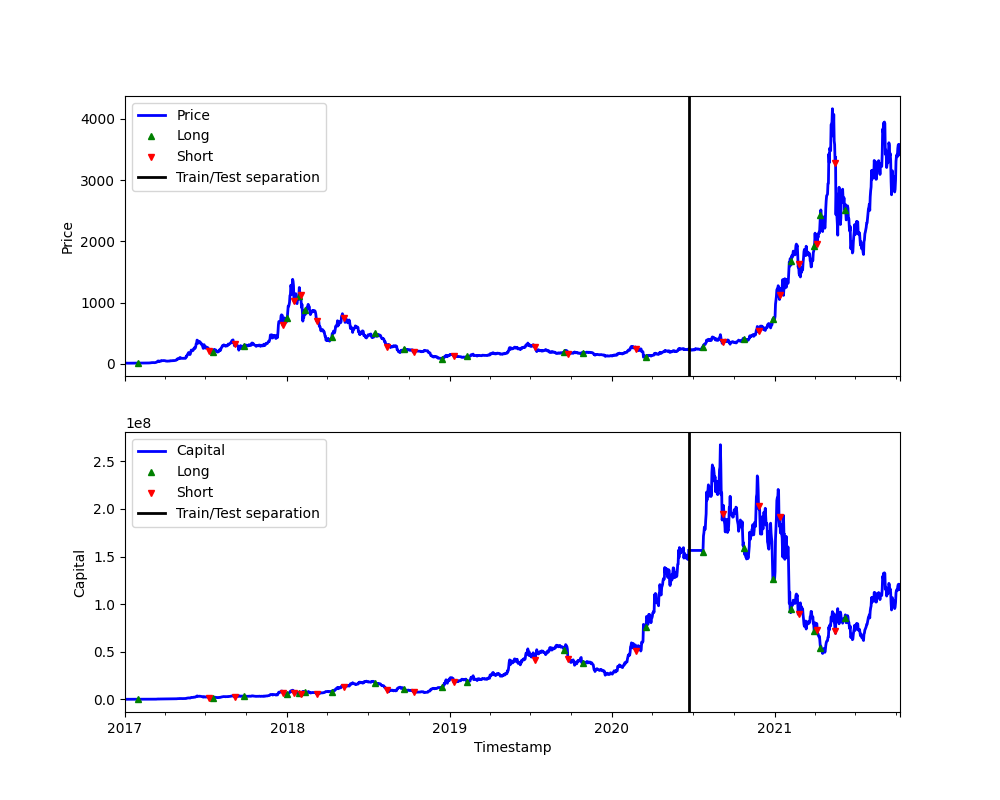 Price
Long
Short
Train/Test separation
4000
3000
2000
1000
0
Price
1e8
Capital
Long
Short
Train/Test separation
2.5
2.0
1.5
1.0
0.5
0.0
Capital
2017 2018 2019 2020 2021
Timestamp